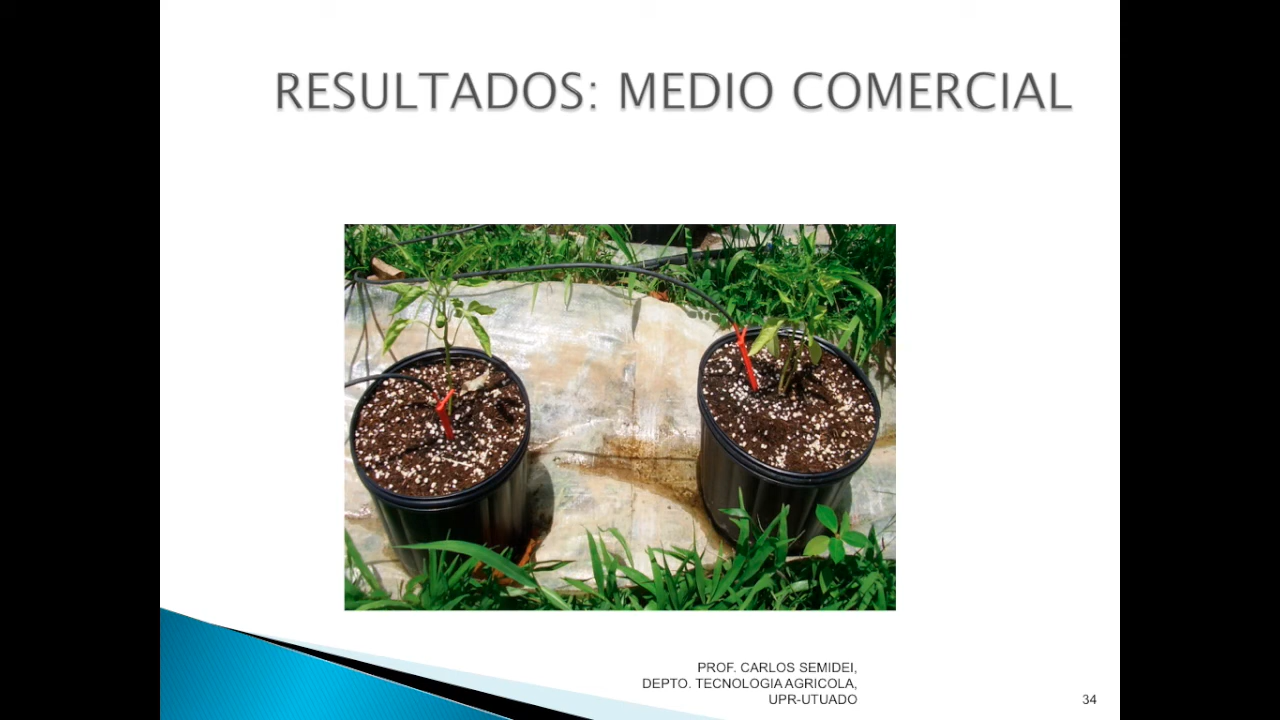 RESULTADOS: MEDIO COMERCIAL
PROF. CARLOS SEMIDEI,
DEPTO. TECNOLOGIA AGRICOLA,
UPR-UTUADO
34